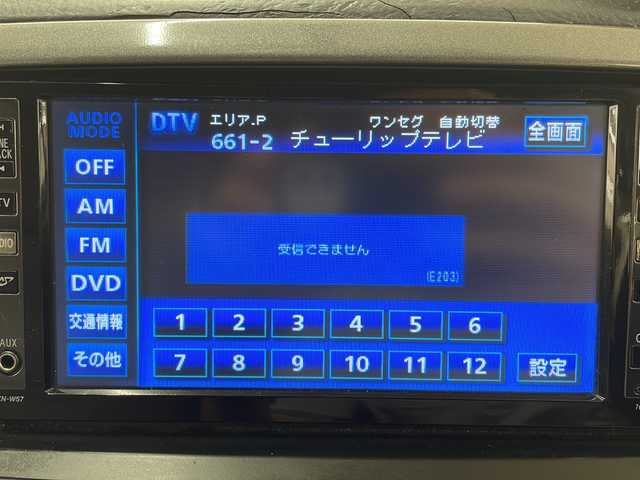 AUDIO
MODE
DTV エリア.P ワンセグ 自動切替
661-2 チューリップテレビ
全画面
OFF
AM
FM
DVD
交通情報
その他
受信できません
(E203)
1 2 3 4 5 6
7 8 9 10 11 12
設定
TV
AUX